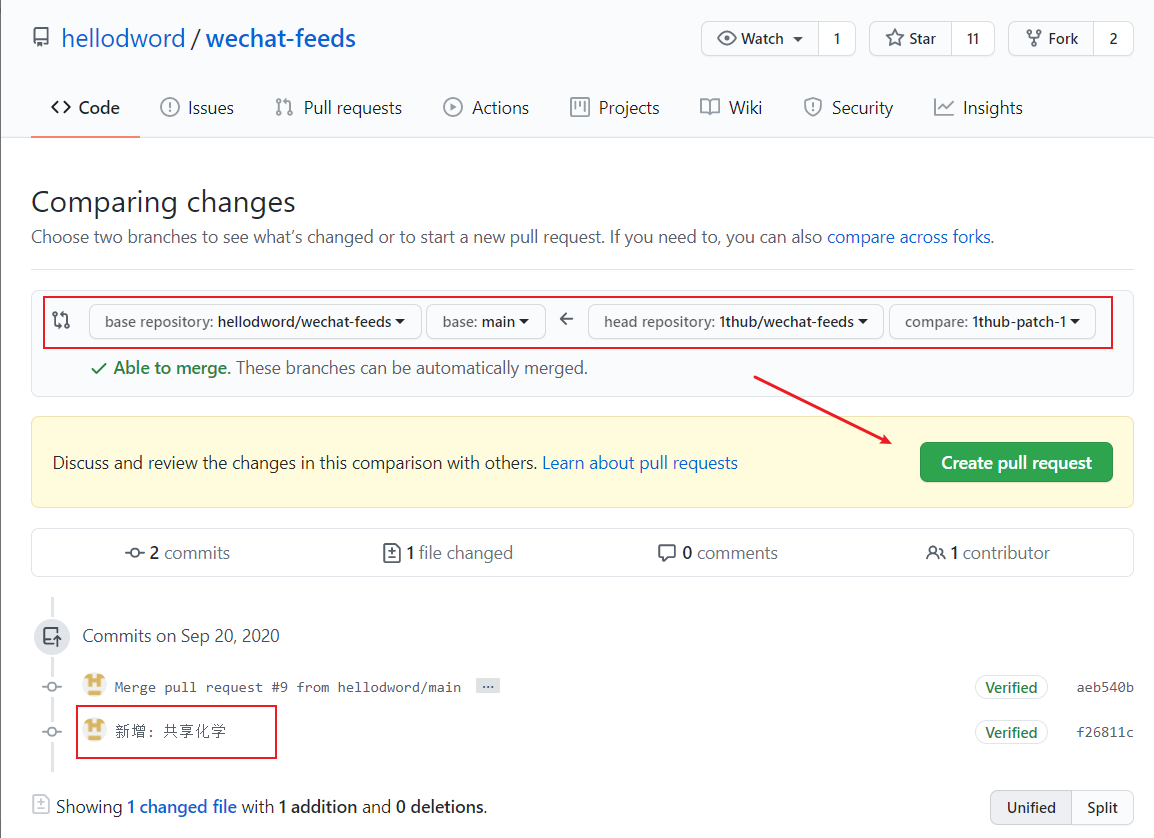 hellodword / wechat-feeds
Watch 1 Star 11 Fork 2
Code Issues Pull requests Actions Projects Wiki Security Insights
Comparing changes
Choose two branches to see what's changed or to start a new pull request. If you need to, you can also compare across forks.
base repository: hellodword/wechat-feeds base: main head repository: 1thub/wechat-feeds compare: 1thub-patch-1
Able to merge. These branches can be automatically merged.
Discuss and review the changes in this comparison with others. Learn about pull requests Create pull request
2 commits 1 file changed 0 comments 1 contributor
Commits on Sep 20, 2020
Merge pull request #9 from hellodword/main … Verified aeb540b
新增: 共享化学 Verified f26811c
Showing 1 changed file with 1 addition and 0 deletions. Unified Split